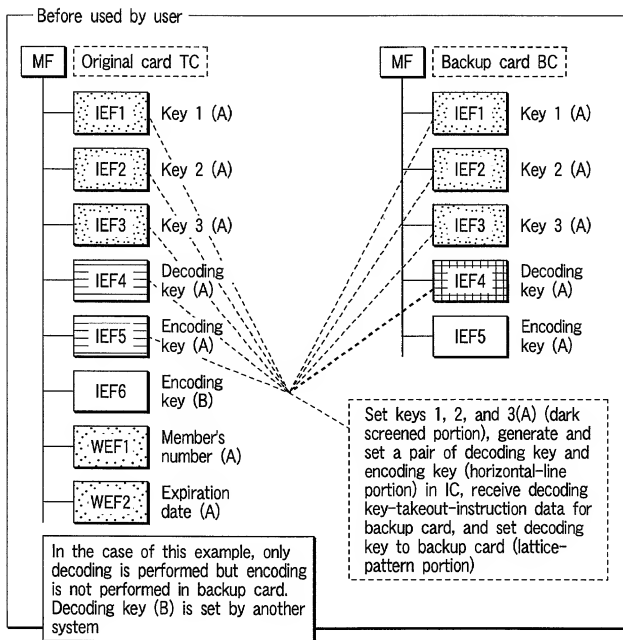 Before used by user
MF
Original card TC
IEF1
Key 1 (A)
IEF2
Key 2 (A)
IEF3
Key 3 (A)
IEF4
Decoding
key (A)
IEF5
Encoding
key (A)
IEF6
Encoding
key (B)
WEF1
Member's
number (A)
WEF2
Expiration
date (A)
In the case of this example, only
decoding is performed but encoding
is not performed in backup card.
Decoding key (B) is set by another
system
MF
Backup card BC
IEF1
Key 1 (A)
IEF2
Key 2 (A)
IEF3
Key 3 (A)
IEF4
Decoding
key (A)
IEF5
Encoding
key (A)
Set keys 1, 2, and 3(A) (dark
screened portion), generate and
set a pair of decoding key and
encoding key (horizontal-line
portion) in IC, receive decoding
key-takeout-instruction data for
backup card, and set decoding
key to backup card (lattice-
pattern portion)